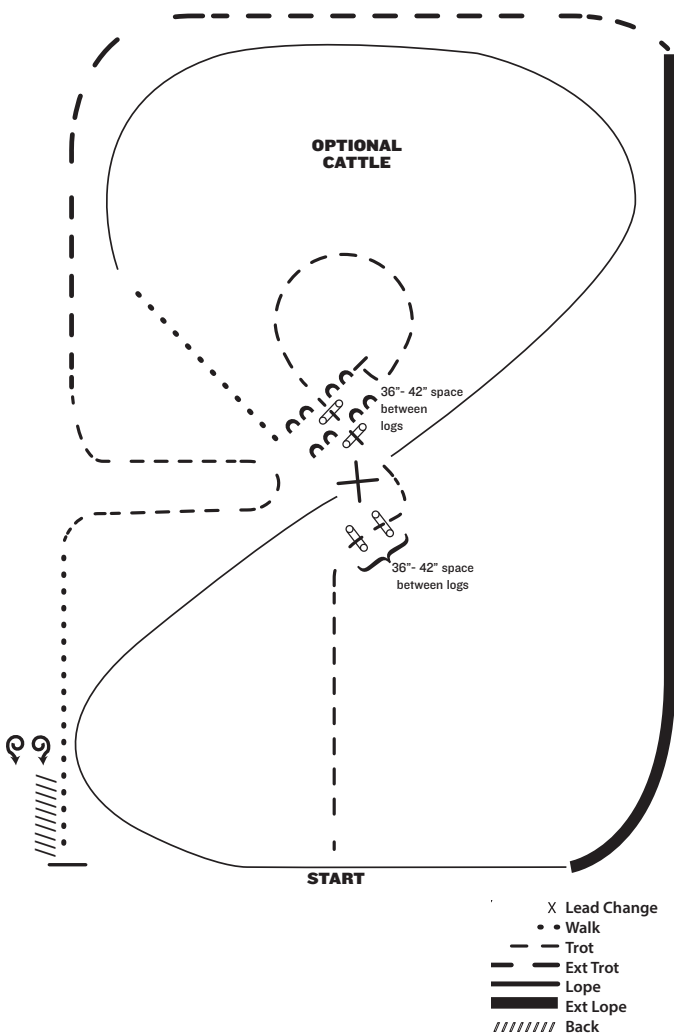 OPTIONAL
CATTLE
36"- 42" space
between
logs
36"- 42" space
between logs
START
X Lead Change
Walk
Trot
Ext Trot
Lope
Ext Lope
Back